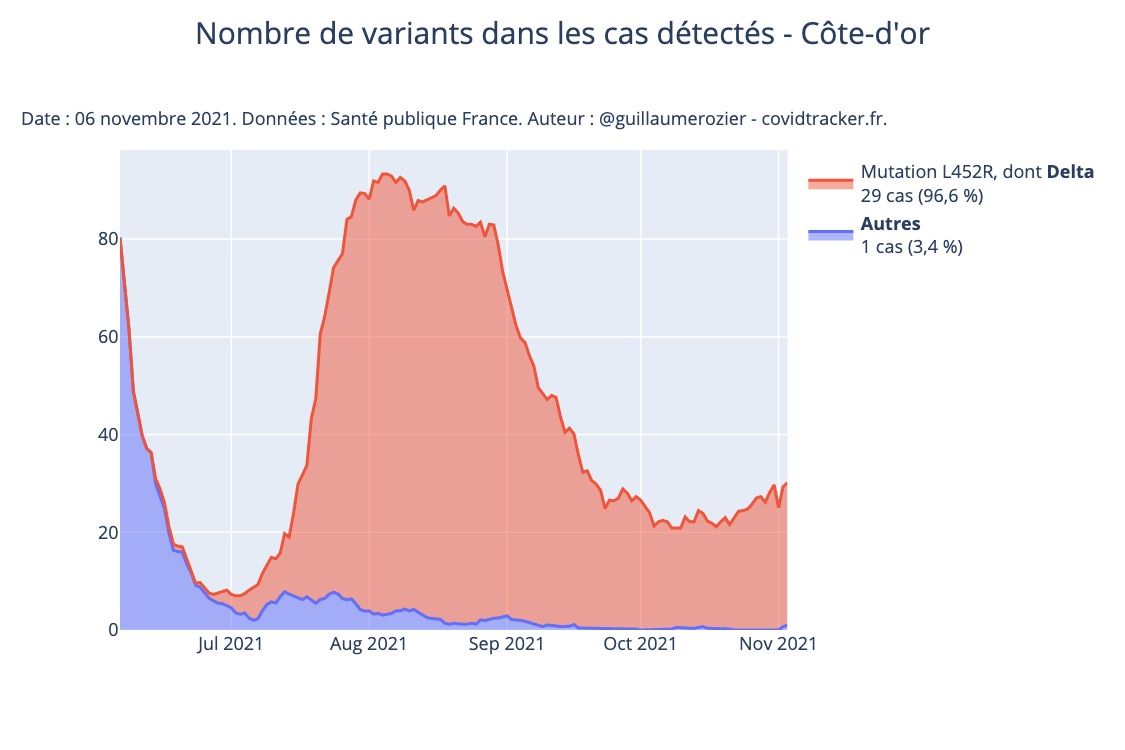 Nombre de variants dans les cas détectés - Côte-d'or
Date : 06 novembre 2021. Données : Santé publique France. Auteur : @guillaumerozier - covidtracker.fr.
Mutation L452R, dont Delta
29 cas (96,6 %)
Autres
1 cas (3,4 %)
80
60
40
20
0
Jul 2021
Aug 2021
Sep 2021
Oct 2021
Nov 2021